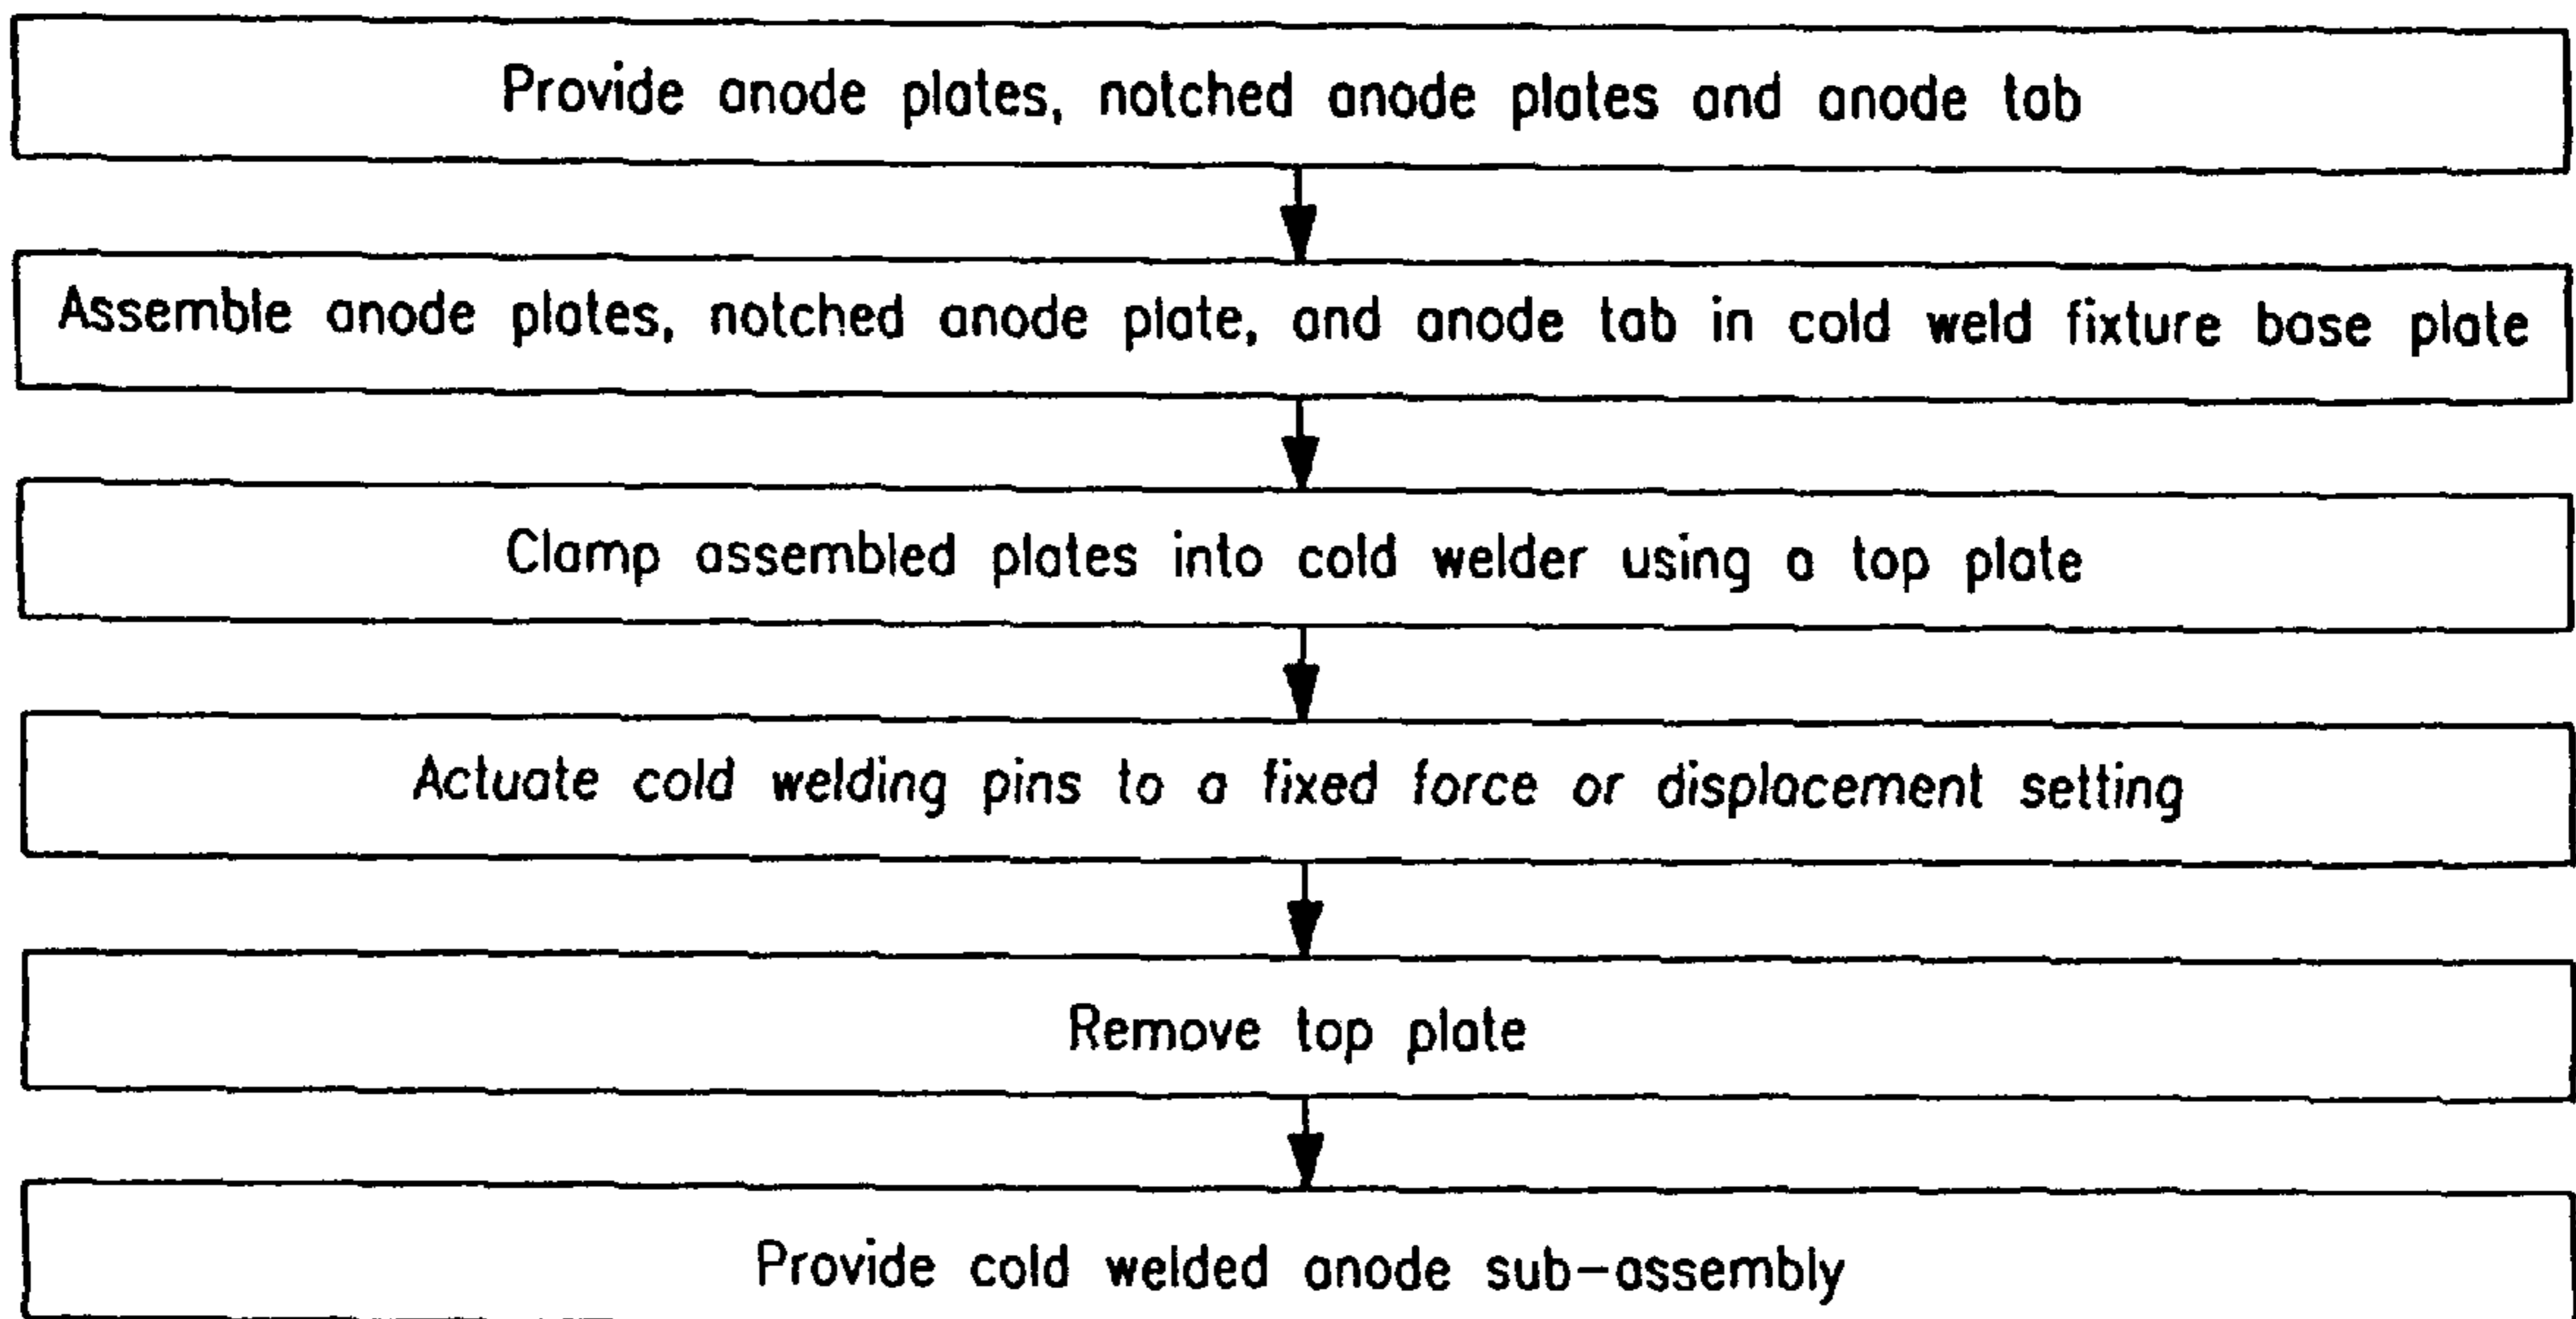 Provide anode plates, notched anode plates and anode tab
Assemble anode plates, notched anode plate, and anode tab in cold weld fixture base plate
Clamp assembled plates into cold welder using a top plate
Actuate cold welding pins to a fixed force or displacement setting
Remove top plate
Provide cold welded anode sub-assembly